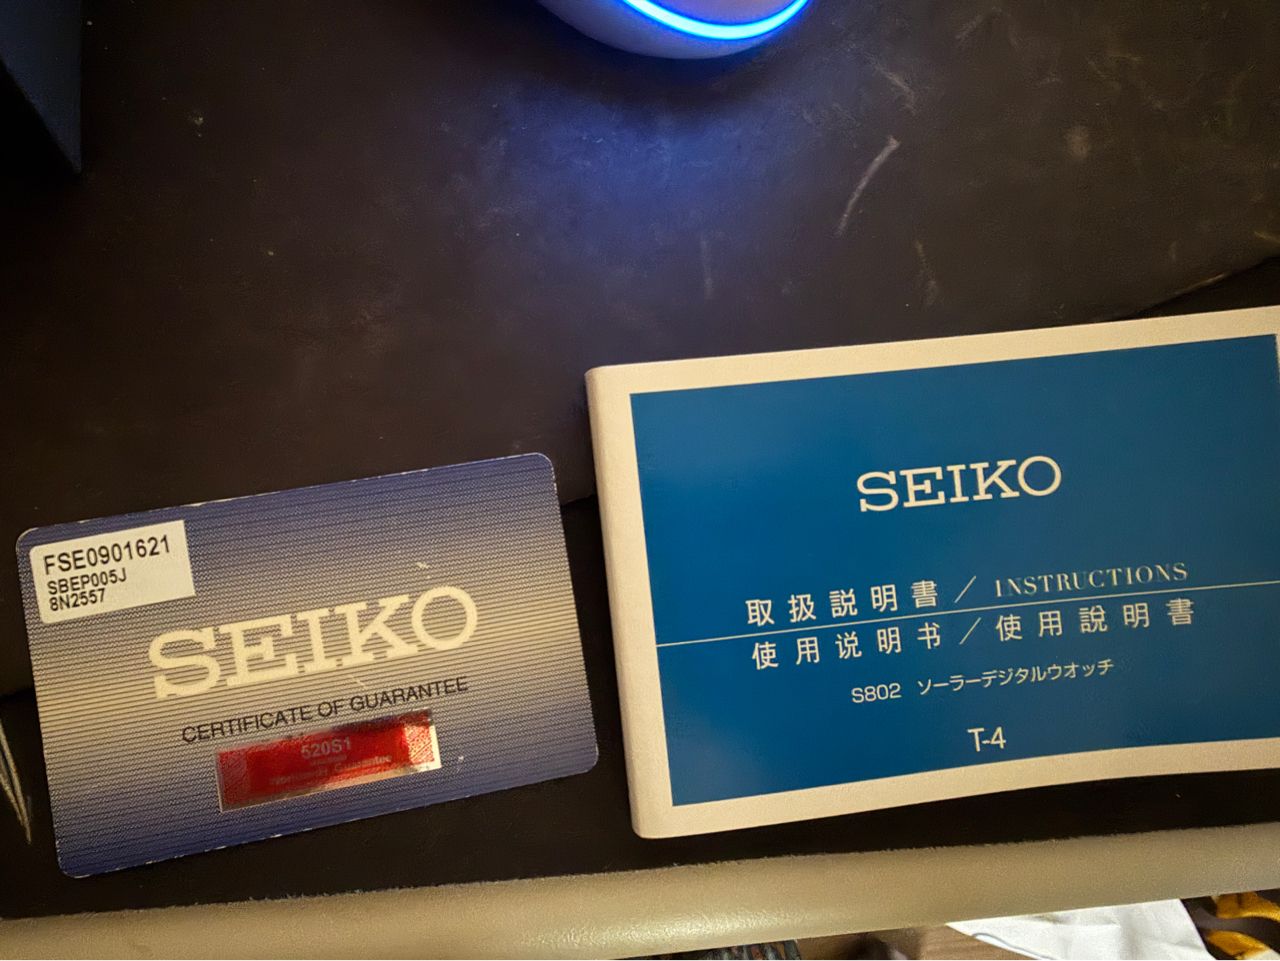 FSE0901621
SBEP005J
8N2557
SEIKO
CERTIFICATE OF GUARANTEE
520S1
Worldwide Guarantee
SEIKO
取扱説明書／INSTRUCTIONS
使用说明书／使用說明書
S802 ソーラーデジタルウオッチ
T-4